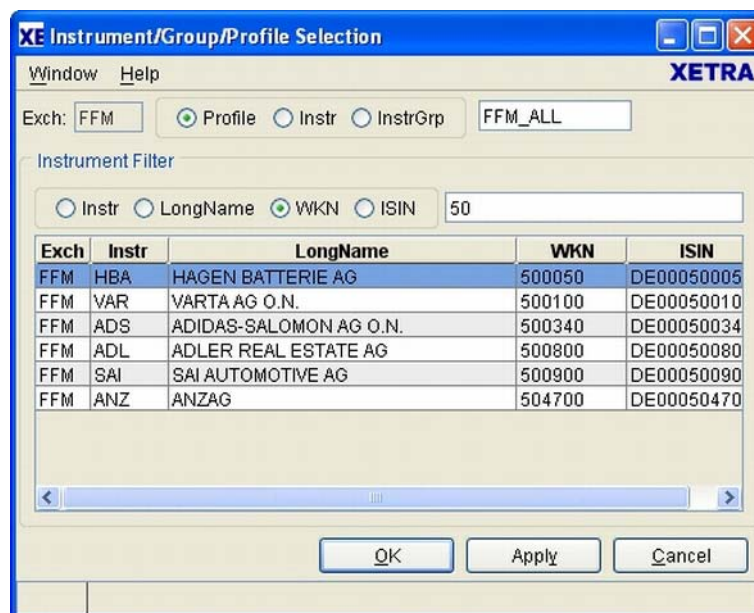 XE Instrument/Group/Profile Selection
Window Help XETRA
Exch: FFM Profile Instr InstrGrp FFM_ALL
Instrument Filter
Instr LongName WKN ISIN 50
Exch Instr LongName WKN ISIN
FFM HBA HAGEN BATTERIE AG 500050 DE00050005
FFM VAR VARTA AG O.N. 500100 DE00050010
FFM ADS ADIDAS-SALOMON AG O.N. 500340 DE00050034
FFM ADL ADLER REAL ESTATE AG 500800 DE00050080
FFM SAI SAI AUTOMOTIVE AG 500900 DE00050090
FFM ANZ ANZAG 504700 DE00050470
OK Apply Cancel